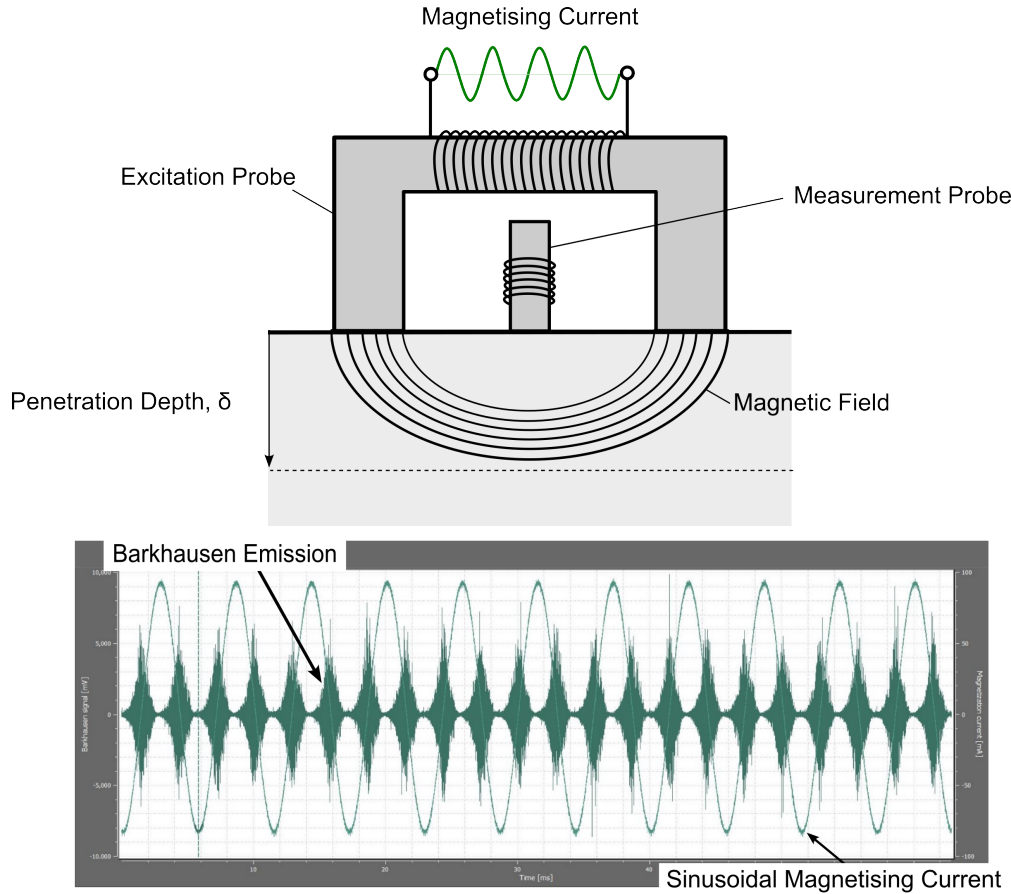 Magnetising Current
Excitation Probe
Measurement Probe
Penetration Depth, δ
Magnetic Field
Barkhausen Emission
10,000
5,000
0
-5,000
-10.000
Barkhausen signal [mV]
100
50
0
-50
-100
Magnetization current [mA]
10
20
30
40
Time [ms]
Sinusoidal Magnetising Current